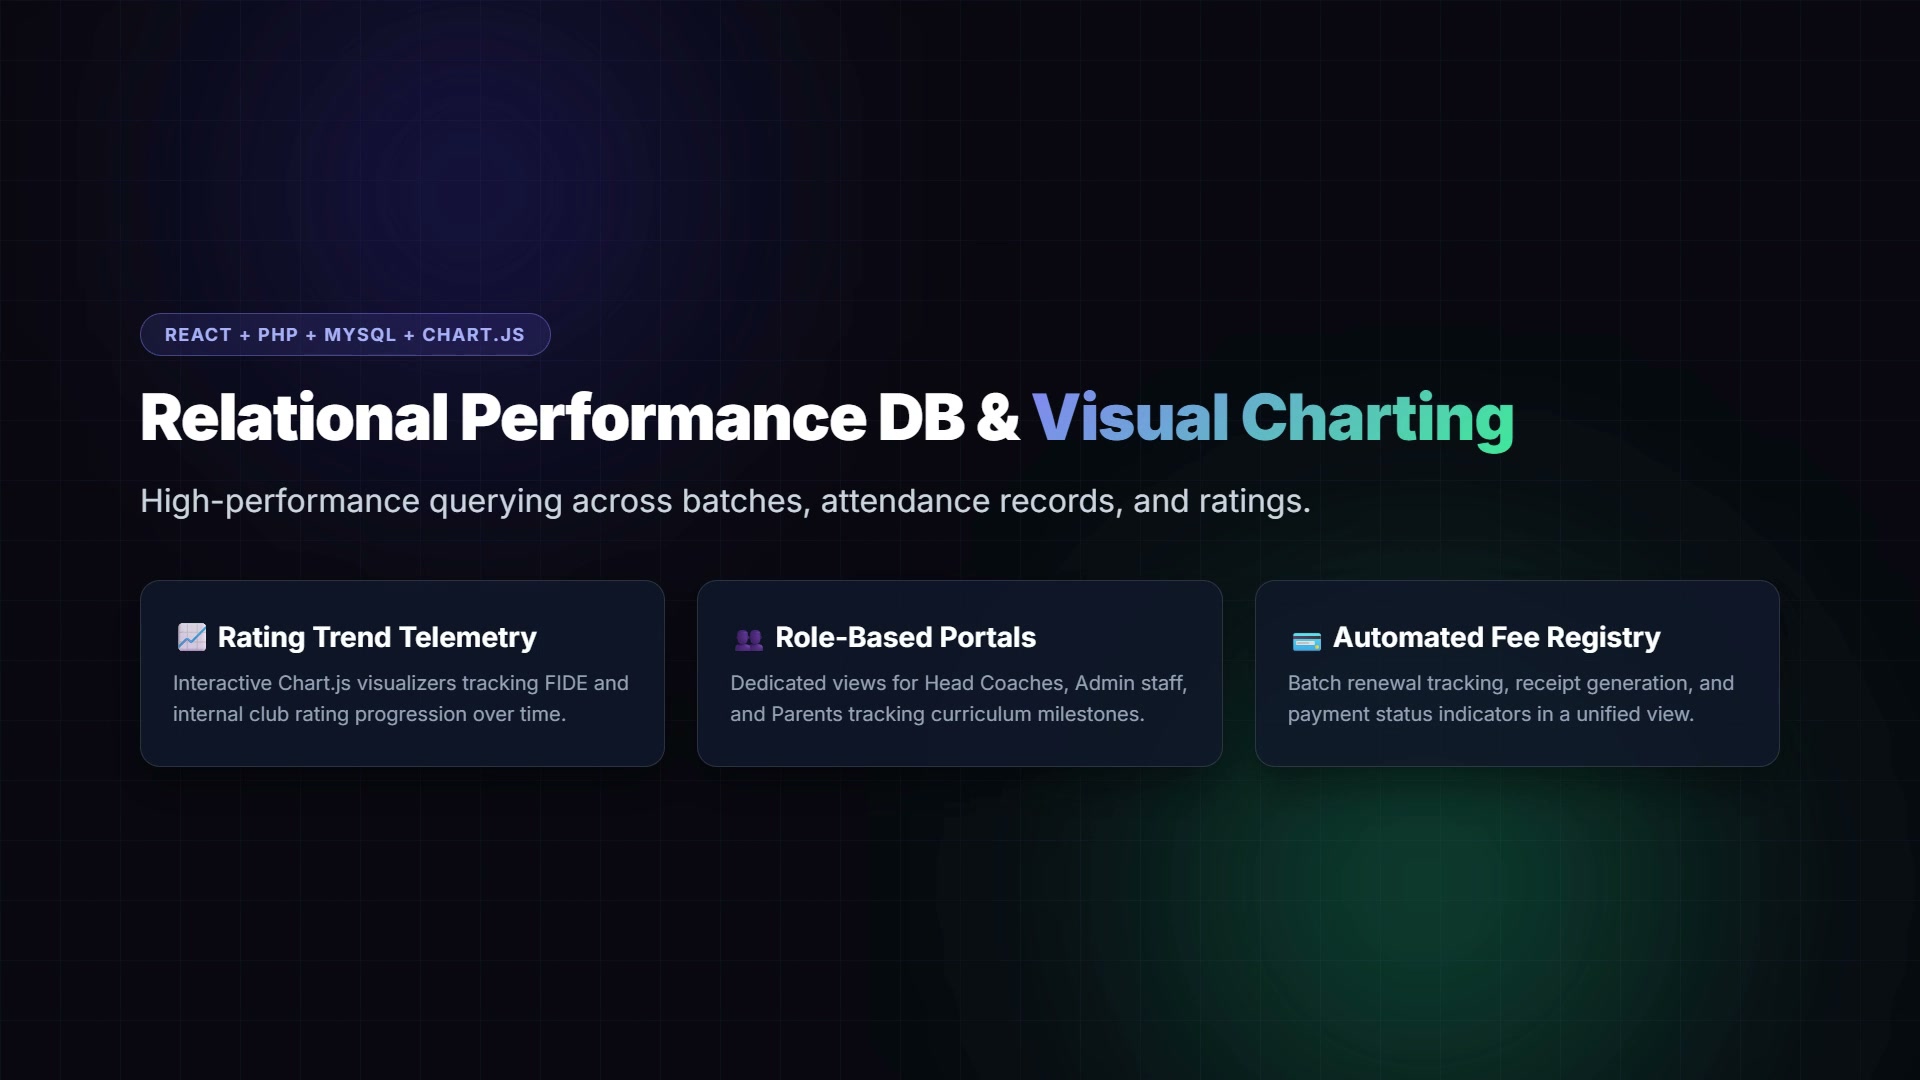 REACT + PHP + MYSQL + CHART.JS
Relational Performance DB & Visual Charting
High-performance querying across batches, attendance records, and ratings.
Rating Trend Telemetry
Interactive Chart.js visualizers tracking FIDE and
internal club rating progression over time.
Role-Based Portals
Dedicated views for Head Coaches, Admin staff,
and Parents tracking curriculum milestones.
Automated Fee Registry
Batch renewal tracking, receipt generation, and
payment status indicators in a unified view.